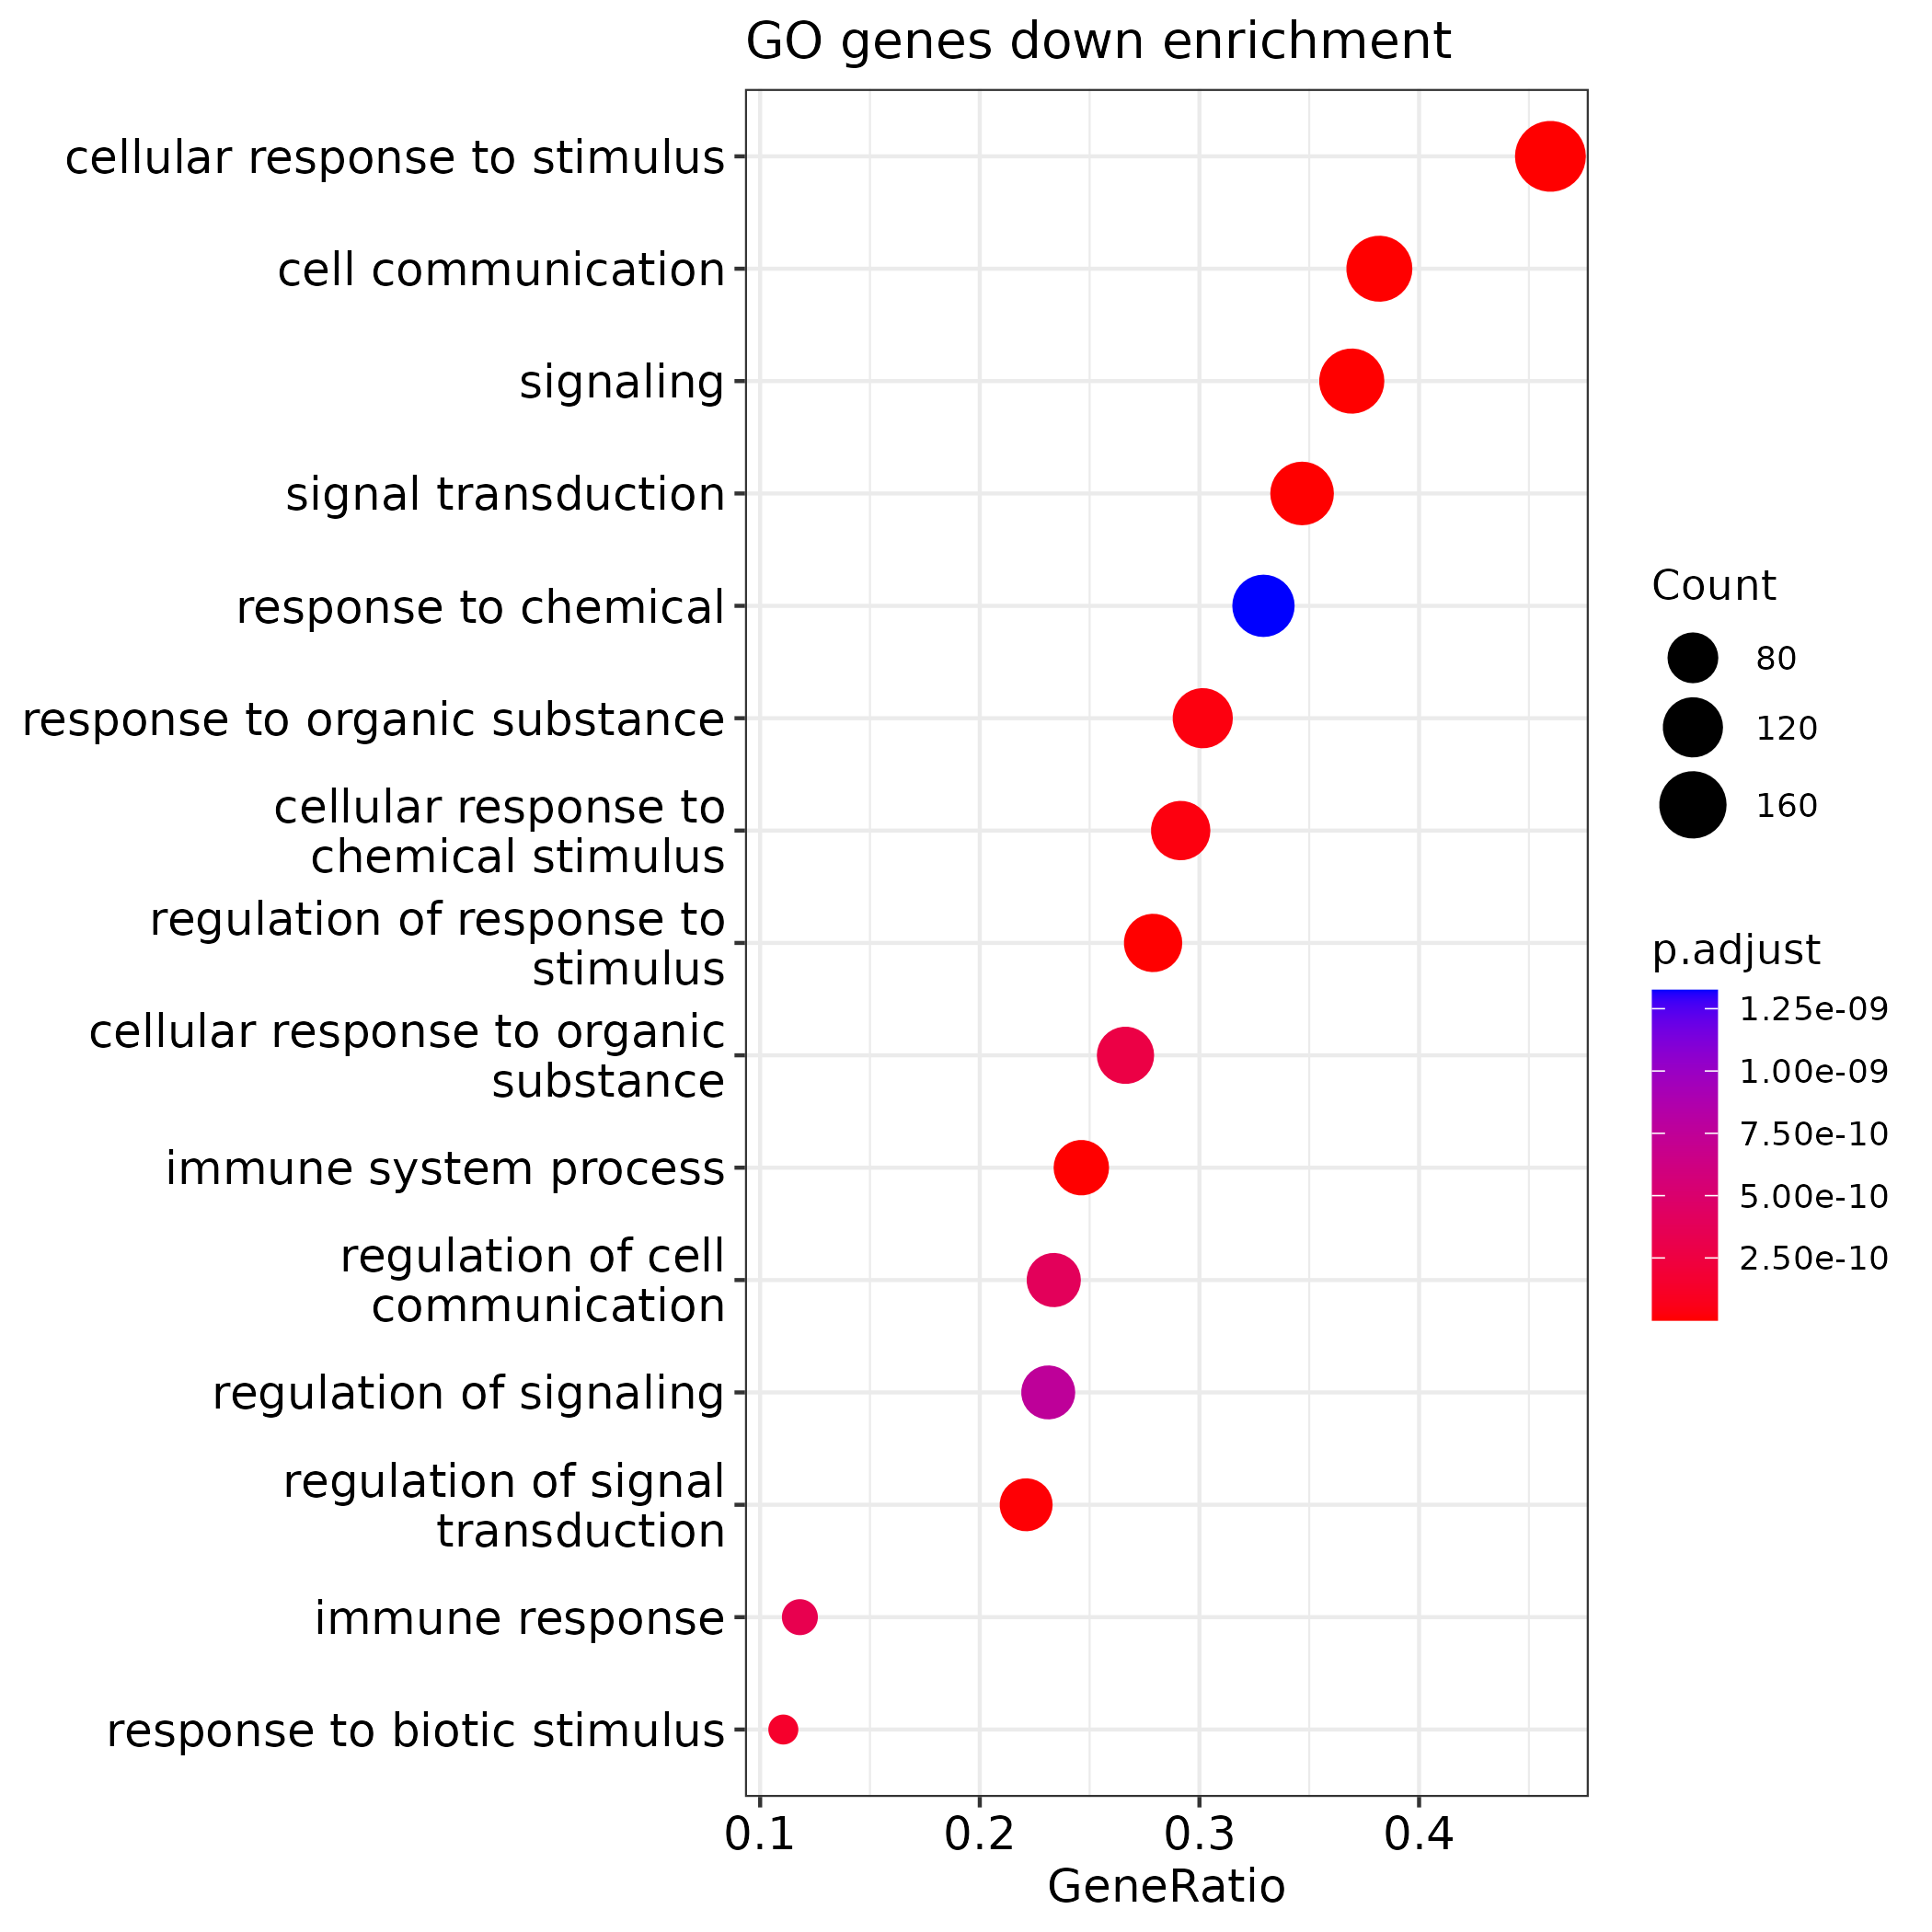 GO genes down enrichment
cellular response to stimulus
cell communication
signaling
signal transduction
response to chemical
response to organic substance
cellular response to
chemical stimulus
regulation of response to
stimulus
cellular response to organic
substance
immune system process
regulation of cell
communication
regulation of signaling
regulation of signal
transduction
immune response
response to biotic stimulus
0.1
0.2
0.3
0.4
GeneRatio
Count
80
120
160
p.adjust
1.25e-09
1.00e-09
7.50e-10
5.00e-10
2.50e-10